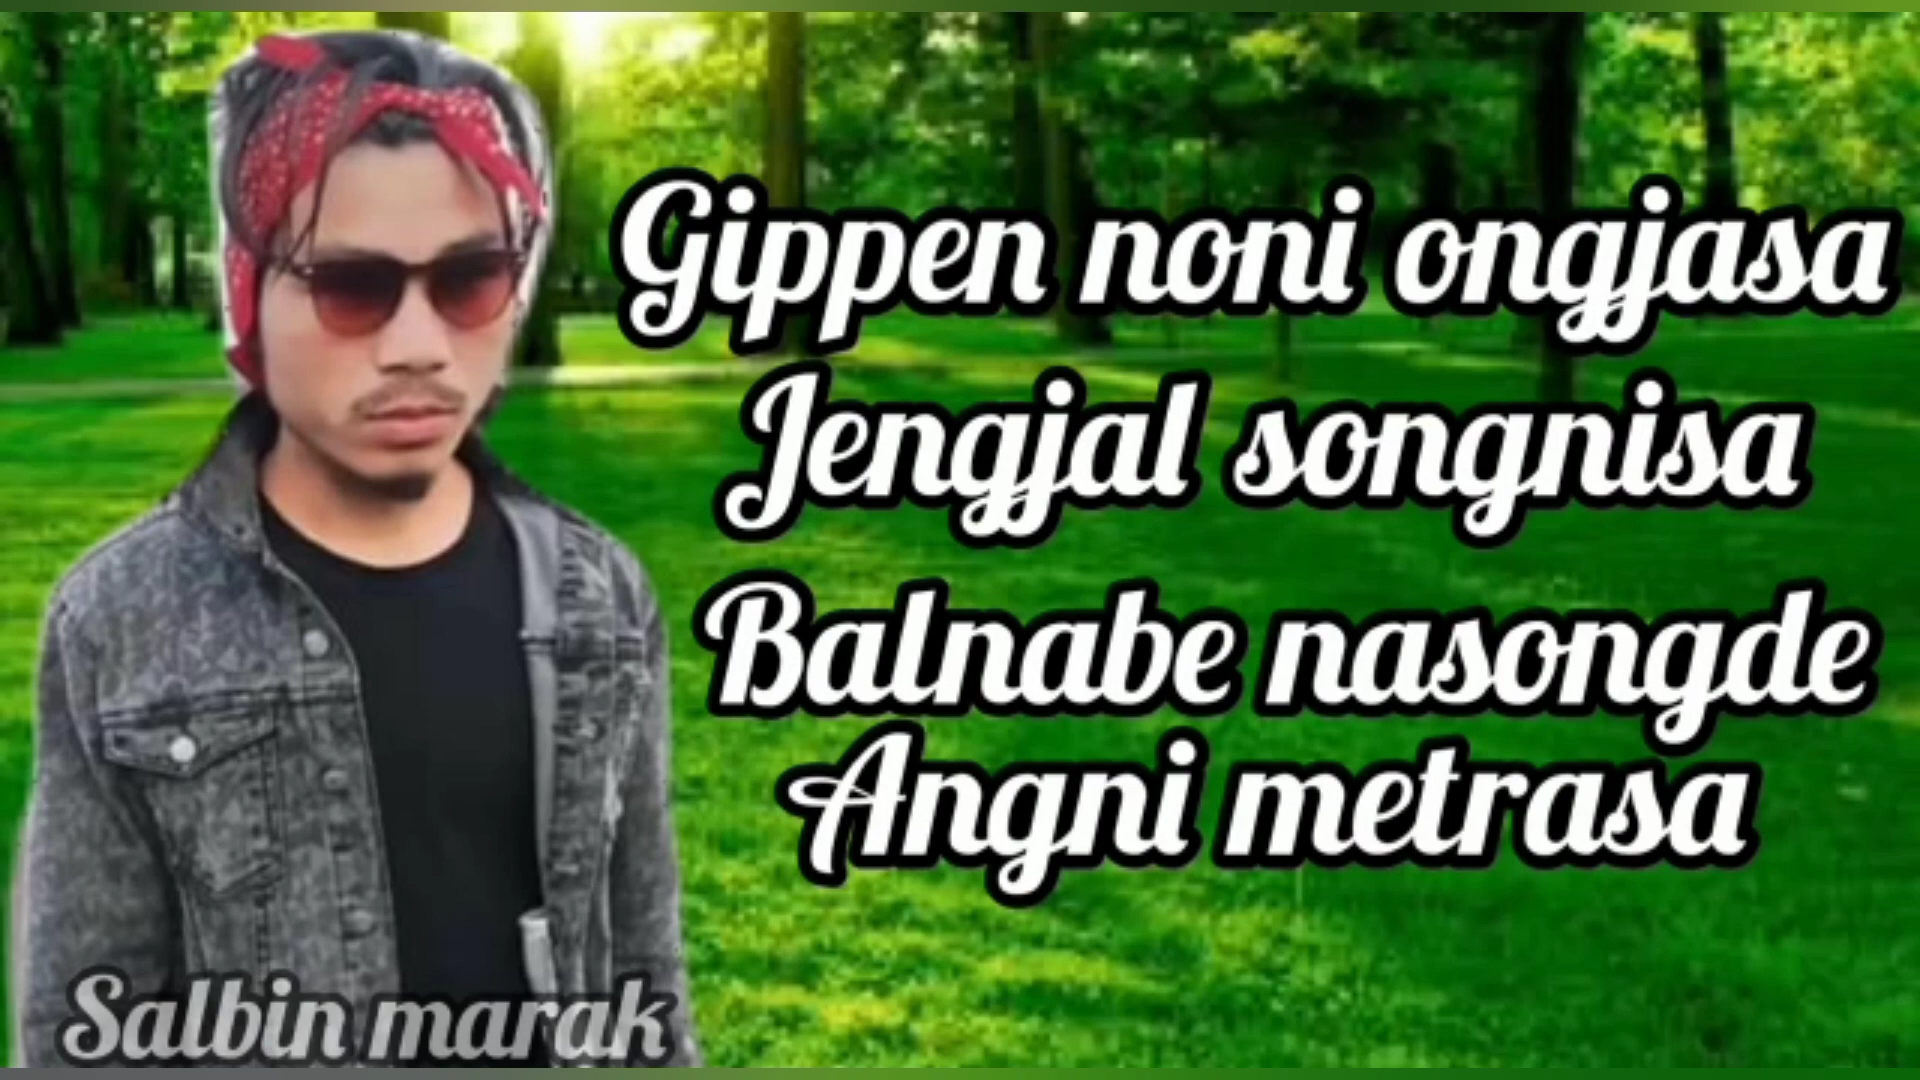 Gippen noni ongjasa
Jengjal songnisa
Balnabe nasongde
Angni metrasa
Salbin marak